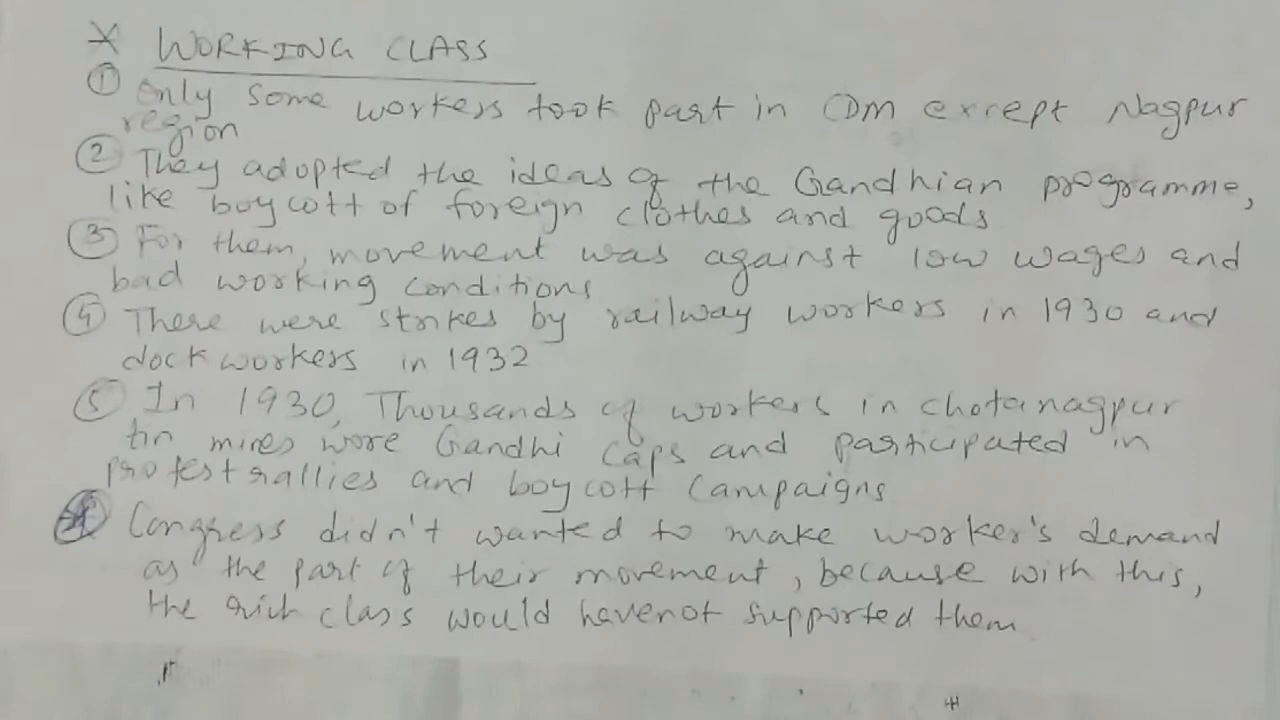 * WORKING CLASS
① Only some workers took part in CDM except Nagpur
region
② They adopted the ideas of the Gandhian programme,
like boycott of foreign clothes and goods
③ For them, movement was against low wages and
bad working conditions
④ There were strikes by railway workers in 1930 and
dockworkers in 1932
⑤ In 1930, Thousands of workers in chotanagpur
tin mines wore Gandhi caps and participated in
protest rallies and boycott campaigns
Congress didn't wanted to make worker's demand
as the part of their movement, because with this,
the rich class would havenot supported them